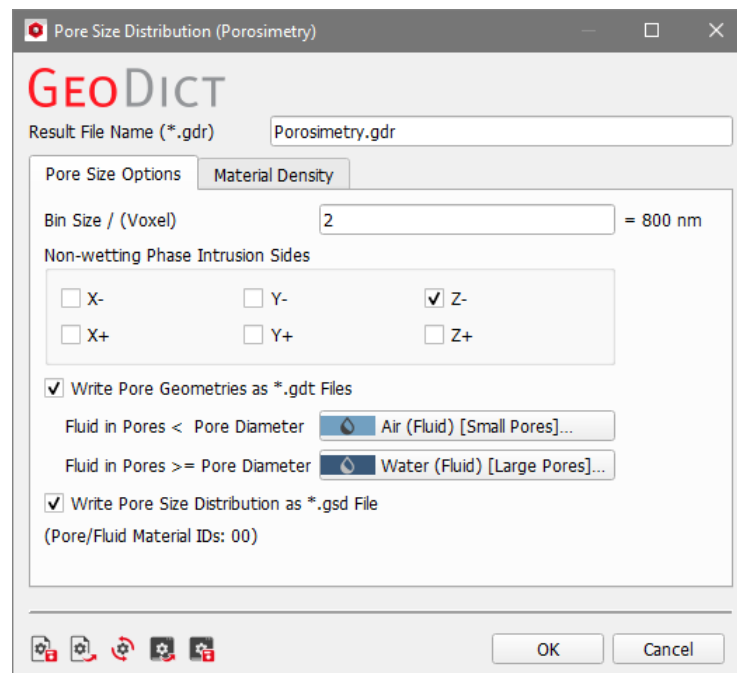 Pore Size Distribution (Porosimetry)
GEODICT
Result File Name (*.gdr) Porosimetry.gdr
Pore Size Options Material Density
Bin Size / (Voxel) 2 = 800 nm
Non-wetting Phase Intrusion Sides
X- Y- Z-
X+ Y+ Z+
Write Pore Geometries as *.gdt Files
Fluid in Pores < Pore Diameter Air (Fluid) [Small Pores]...
Fluid in Pores >= Pore Diameter Water (Fluid) [Large Pores]...
Write Pore Size Distribution as *.gsd File
(Pore/Fluid Material IDs: 00)
OK Cancel